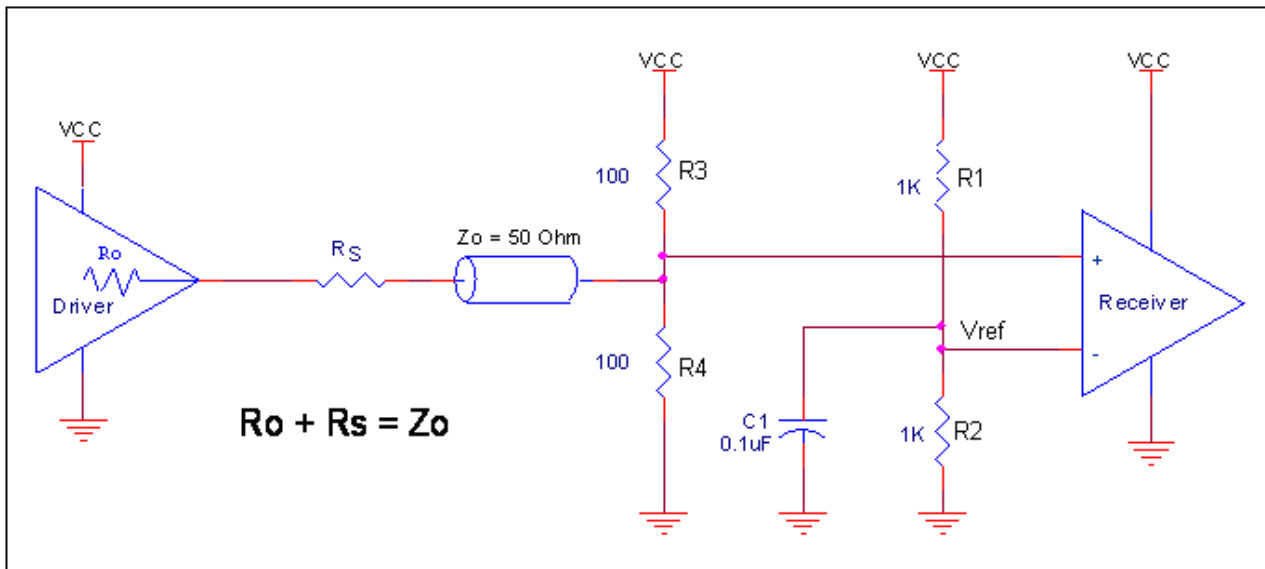 VCC
VCC
VCC
VCC
Ro
Driver
RS
Zo = 50 Ohm
100
R3
1K
R1
+
Receiver
-
Vref
100
R4
Ro + Rs = Zo
C1
0.1uF
1K
R2